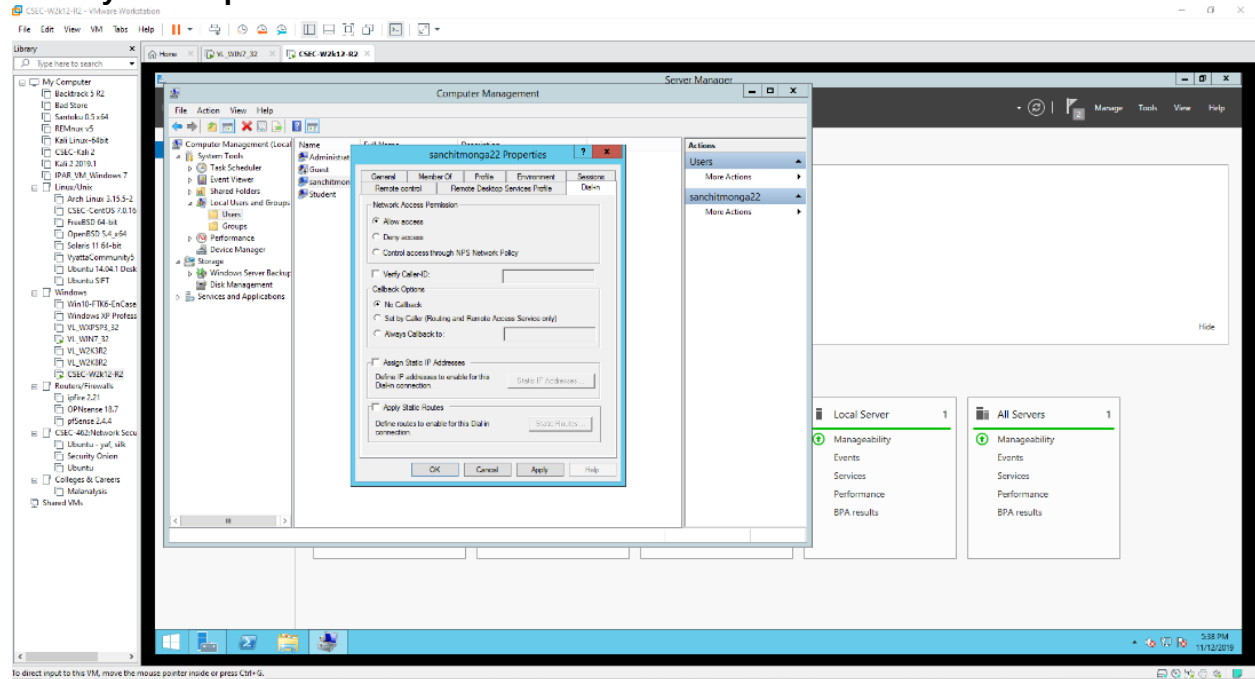 CSEC-W2k12-R2 - VMware Workstation
File Edit View VM Tabs Help
Library
Type here to search
Home
VL_WIN7_32
CSEC-W2k12-R2
My Computer
Backtrack 5 R2
Bad Store
Santoku 0.5 x64
REMnux v5
Kali Linux-64bit
CSEC-Kali 2
Kali 2 2019.1
IPAR_VM_Windows 7
Linux/Unix
Arch Linux 3.15.5-2
CSEC-CentOS 7.0.16
FreeBSD 64-bit
OpenBSD 5.4_x64
Solaris 11 64-bit
VyattaCommunity5
Ubuntu 14.04.1 Desk
Ubuntu SIFT
Windows
Win10-FTK6-EnCase
Windows XP Profess
VL_WXPSP3_32
VL_WIN7_32
VL_W2K3R2
VL_W2K8R2
CSEC-W2k12-R2
Routers/Firewalls
ipfire 2.21
OPNsense 18.7
pfSense 2.4.4
CSEC-462:Network Secu
Ubuntu - yaf, silk
Security Onion
Ubuntu
Colleges & Careers
Malanalysis
Shared VMs
Server Manager
Manage Tools View Help
2
Computer Management
File Action View Help
Computer Management (Local
System Tools
Task Scheduler
Event Viewer
Shared Folders
Local Users and Groups
Users
Groups
Performance
Device Manager
Storage
Windows Server Backup
Disk Management
Services and Applications
Name Full Name Description
Administrat
Guest
sanchitmon
Student
Actions
Users
More Actions
sanchitmonga22
More Actions
sanchitmonga22 Properties
General Member Of Profile Environment Sessions
Remote control Remote Desktop Services Profile Dial-in
Network Access Permission
Allow access
Deny access
Control access through NPS Network Policy
Verify Caller-ID:
Callback Options
No Callback
Set by Caller (Routing and Remote Access Service only)
Always Callback to:
Assign Static IP Addresses
Define IP addresses to enable for this
Dial-in connection.
Static IP Addresses ...
Apply Static Routes
Define routes to enable for this Dial-in
connection.
Static Routes ...
OK Cancel Apply Help
Hide
Local Server 1
Manageability
Events
Services
Performance
BPA results
All Servers 1
Manageability
Events
Services
Performance
BPA results
5:38 PM
11/12/2019
To direct input to this VM, move the mouse pointer inside or press Ctrl+G.